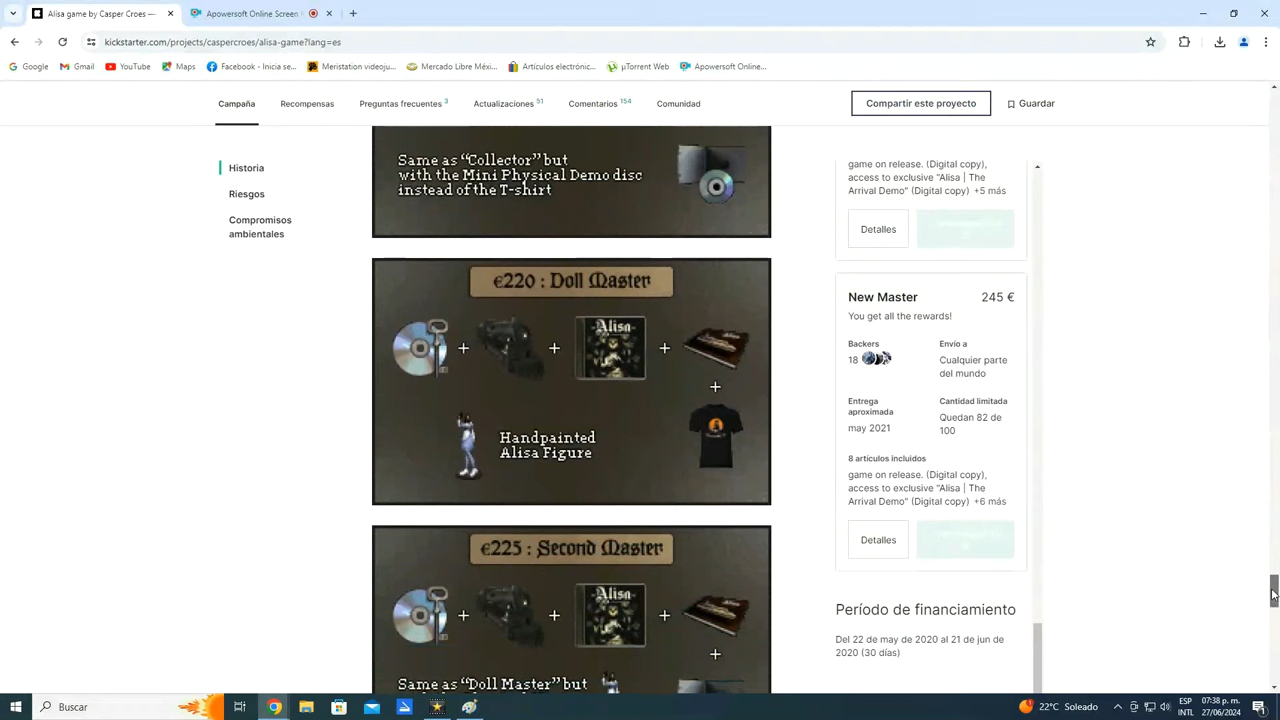 Alisa game by Casper Croes —
Apowersoft Online Screen
kickstarter.com/projects/caspercroes/alisa-game?lang=es
Google
Gmail
YouTube
Maps
Facebook - Inicia se...
Meristation videoju...
Mercado Libre Méxi...
Artículos electrónic...
µTorrent Web
Apowersoft Online...
Campaña
Recompensas
Preguntas frecuentes 3
Actualizaciones 51
Comentarios 154
Comunidad
Compartir este proyecto
Guardar
Historia
Riesgos
Compromisos
ambientales
Same as "Collector" but
with the Mini Physical Demo disc
instead of the T-shirt
€220 : Doll Master
+ + +
Alisa
+
Handpainted
Alisa Figure
€225 : Second Master
+ + +
Alisa
+
Same as "Doll Master" but
game on release. (Digital copy),
access to exclusive "Alisa | The
Arrival Demo" (Digital copy) +5 más
Detalles
New Master 245 €
You get all the rewards!
Backers
18
Envío a
Cualquier parte
del mundo
Entrega
aproximada
may 2021
Cantidad limitada
Quedan 82 de
100
8 artículos incluidos
game on release. (Digital copy),
access to exclusive "Alisa | The
Arrival Demo" (Digital copy) +6 más
Detalles
Período de financiamiento
Del 22 de may de 2020 al 21 de jun de
2020 (30 días)
Buscar
22°C Soleado
ESP
INTL
07:38 p. m.
27/06/2024